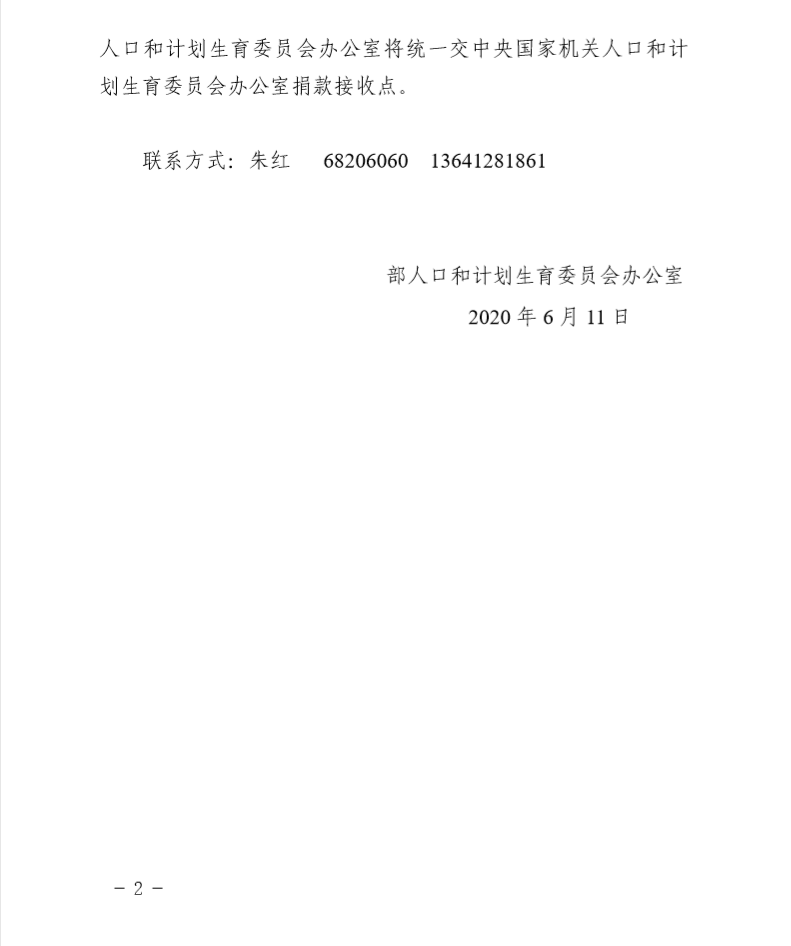 人口和计划生育委员会办公室将统一交中央国家机关人口和计
划生育委员会办公室捐款接收点。
联系方式：朱红 68206060 13641281861
部人口和计划生育委员会办公室
2020 年 6 月 11 日
－ 2 －